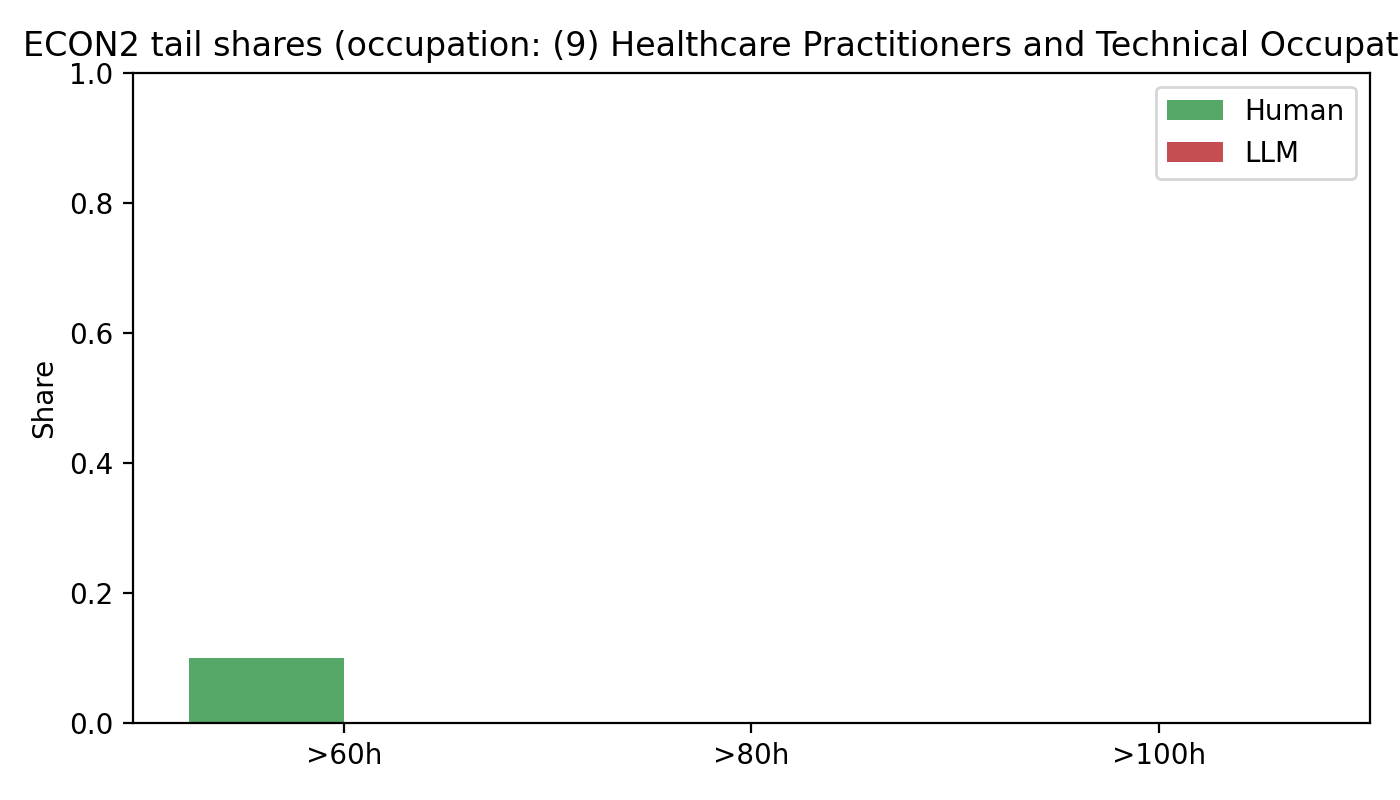 ECON2 tail shares (occupation: (9) Healthcare Practitioners and Technical Occupat
1.0
0.8
0.6
0.4
0.2
0.0
Share
Human
LLM
>60h
>80h
>100h